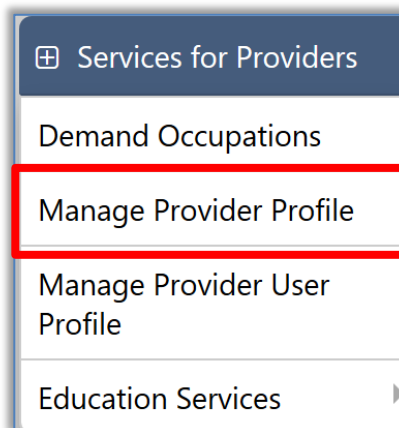 Services for Providers
Demand Occupations
Manage Provider Profile
Manage Provider User
Profile
Education Services